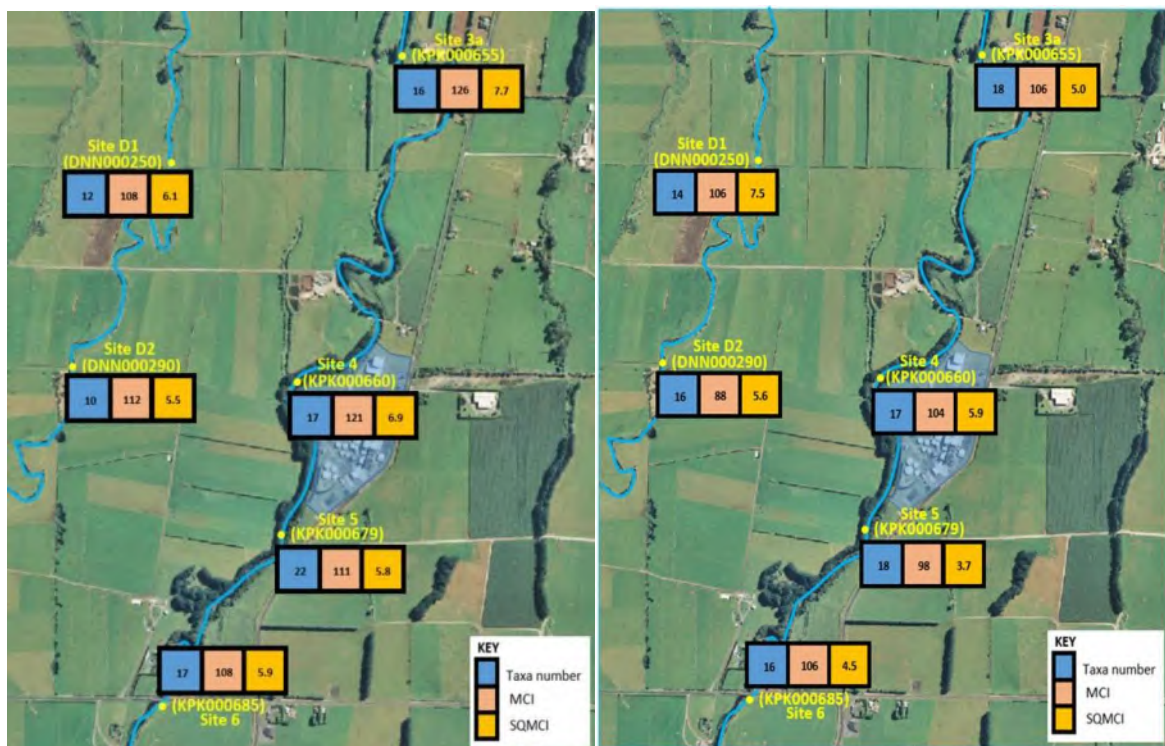 Site 3a
(KPK000655)
16 126 7.7
Site D1
(DNN000250)
12 108 6.1
Site D2
(DNN000290)
10 112 5.5
Site 4
(KPK000660)
17 121 6.9
Site 5
(KPK000679)
22 111 5.8
17 108 5.9
(KPK000685)
Site 6
KEY
Taxa number
MCI
SQMCI
Site 3a
(KPK000655)
18 106 5.0
Site D1
(DNN000250)
14 106 7.5
Site D2
(DNN000290)
16 88 5.6
Site 4
(KPK000660)
17 104 5.9
Site 5
(KPK000679)
18 98 3.7
16 106 4.5
(KPK000685)
Site 6
KEY
Taxa number
MCI
SQMCI